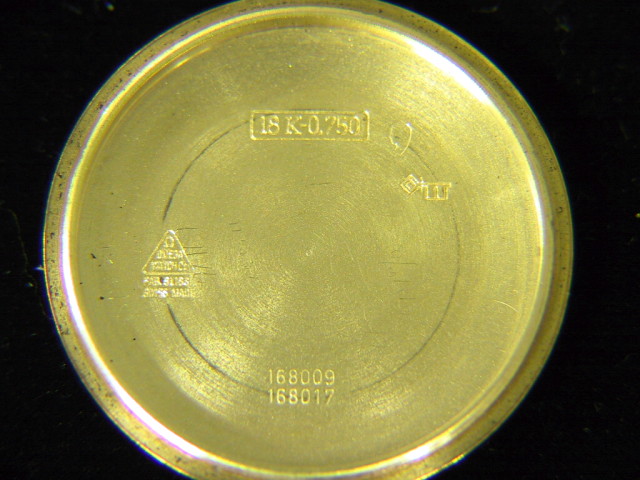 18 K-0.750
Ω
OMEGA
WATCH Co
FAB. SUISSE
SWISS MADE
168009
168017